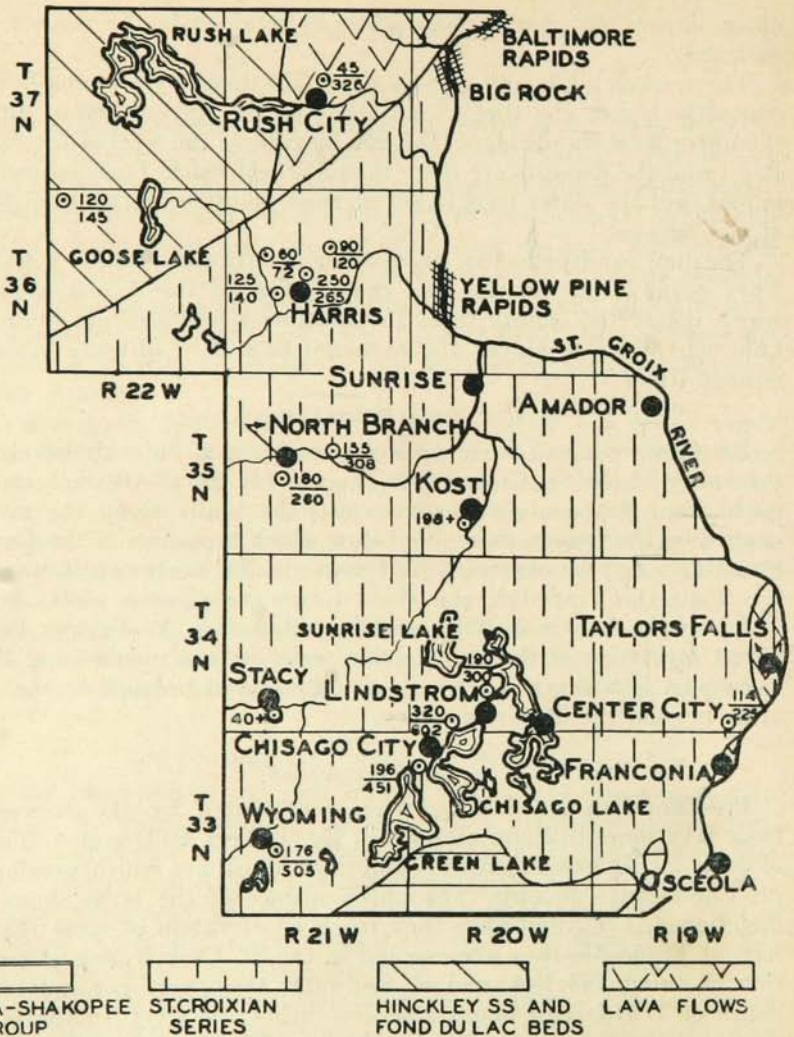 RUSH LAKE
BALTIMORE
RAPIDS
T
37
N
45
326
BIG ROCK
RUSH CITY
120
145
GOOSE LAKE
T
36
N
60
72
90
120
125
140
250
265
HARRIS
YELLOW PINE
RAPIDS
ST. CROIX
RIVER
R 22 W
SUNRISE
AMADOR
NORTH BRANCH
T
35
N
155
308
180
260
KOST
198+
T
34
N
SUNRISE LAKE
TAYLORS FALLS
190
300
STACY
40+
LINDSTROM
CENTER CITY
114
225
320
602
CHISAGO CITY
FRANCONIA
196
451
CHISAGO LAKE
T
33
N
WYOMING
176
505
GREEN LAKE
OSCEOLA
R 21 W
R 20 W
R 19 W
A-SHAKOPEE
ROUP
ST.CROIXIAN
SERIES
HINCKLEY SS AND
FOND DU LAC BEDS
LAVA FLOWS